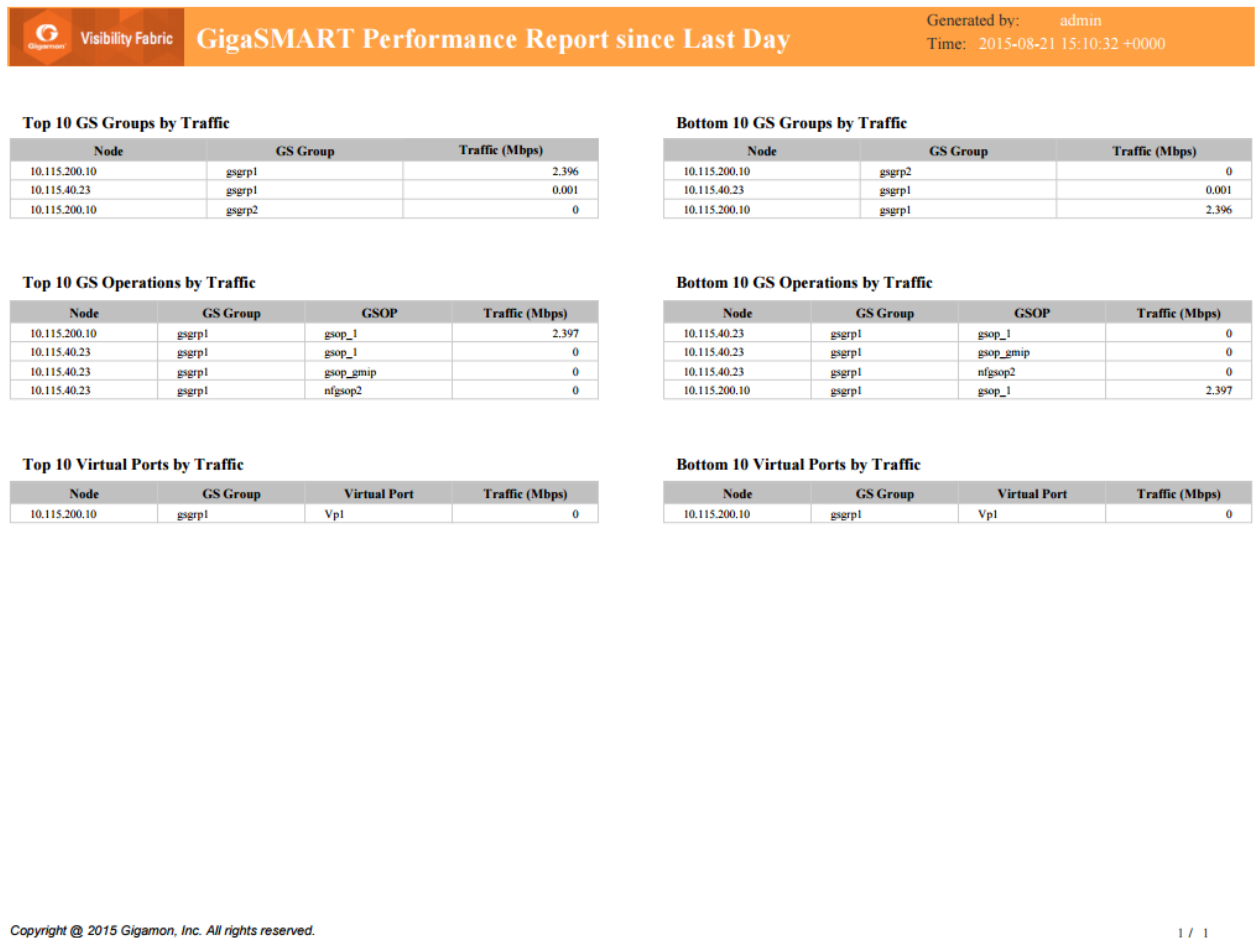 Gigamon Visibility Fabric GigaSMART Performance Report since Last Day
Generated by: admin
Time: 2015-08-21 15:10:32 +0000
Top 10 GS Groups by Traffic
Node GS Group Traffic (Mbps)
10.115.200.10 gsgrp1 2.396
10.115.40.23 gsgrp1 0.001
10.115.200.10 gsgrp2 0
Bottom 10 GS Groups by Traffic
Node GS Group Traffic (Mbps)
10.115.200.10 gsgrp2 0
10.115.40.23 gsgrp1 0.001
10.115.200.10 gsgrp1 2.396
Top 10 GS Operations by Traffic
Node GS Group GSOP Traffic (Mbps)
10.115.200.10 gsgrp1 gsop_1 2.397
10.115.40.23 gsgrp1 gsop_1 0
10.115.40.23 gsgrp1 gsop_gmip 0
10.115.40.23 gsgrp1 nfgsop2 0
Bottom 10 GS Operations by Traffic
Node GS Group GSOP Traffic (Mbps)
10.115.40.23 gsgrp1 gsop_1 0
10.115.40.23 gsgrp1 gsop_gmip 0
10.115.40.23 gsgrp1 nfgsop2 0
10.115.200.10 gsgrp1 gsop_1 2.397
Top 10 Virtual Ports by Traffic
Node GS Group Virtual Port Traffic (Mbps)
10.115.200.10 gsgrp1 Vp1 0
Bottom 10 Virtual Ports by Traffic
Node GS Group Virtual Port Traffic (Mbps)
10.115.200.10 gsgrp1 Vp1 0
Copyright @ 2015 Gigamon, Inc. All rights reserved.
1 / 1